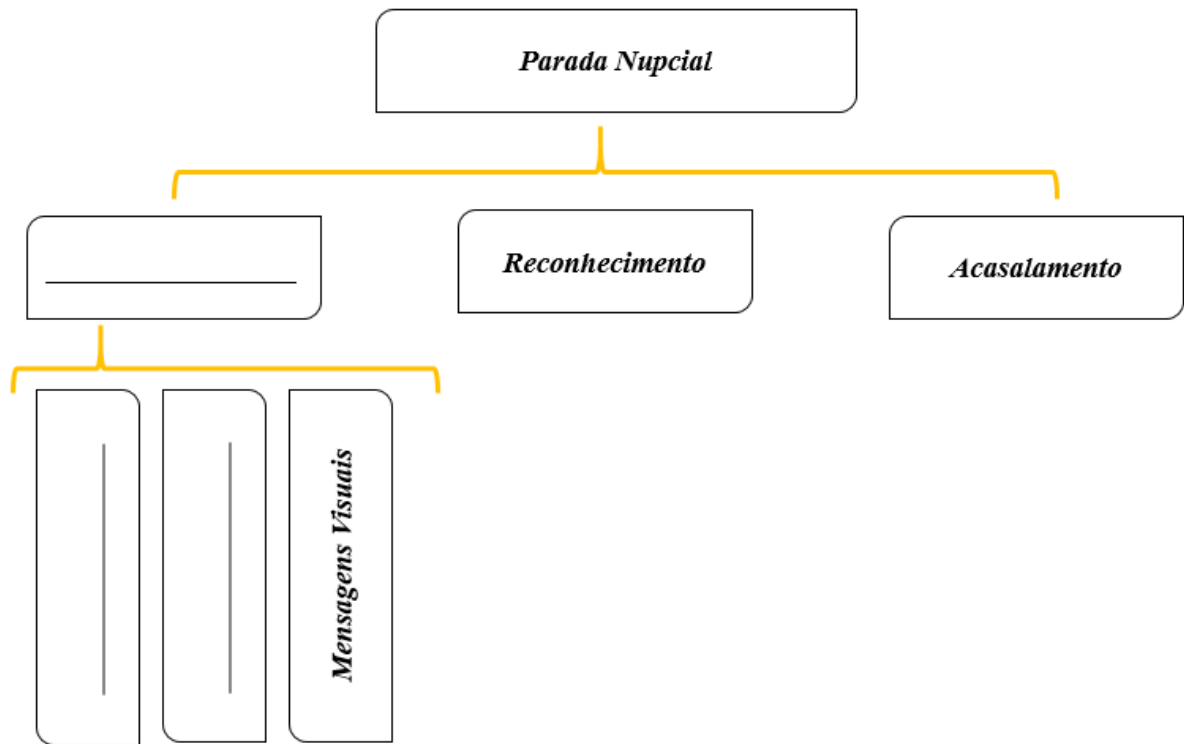 Parada Nupcial
Reconhecimento
Acasalamento
Mensagens Visuais